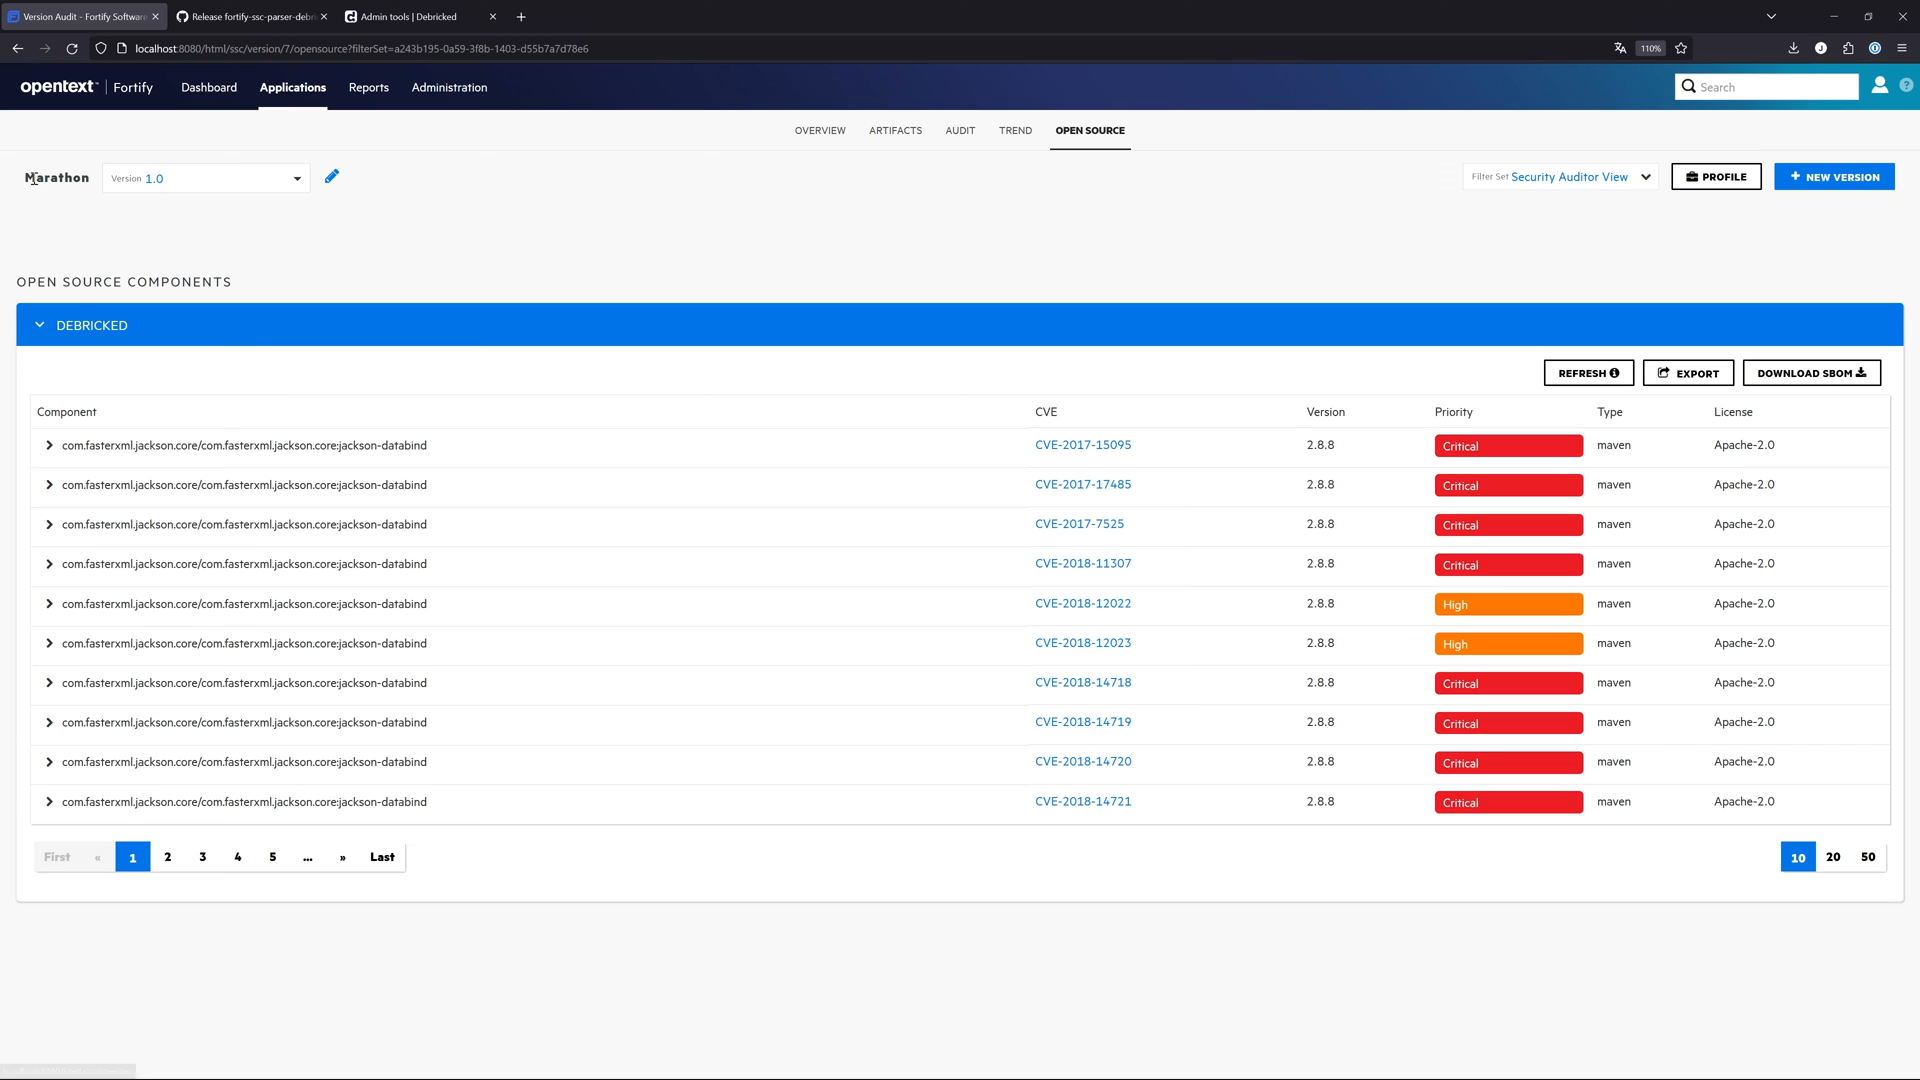 Version Audit - Fortify Software
Release fortify-ssc-parser-debri
Admin tools | Debricked
localhost:8080/html/ssc/version/7/opensource?filterSet=a243b195-0a59-3f8b-1403-d55b7a7d78e6
110%
opentext™ | Fortify
Dashboard
Applications
Reports
Administration
Search
OVERVIEW
ARTIFACTS
AUDIT
TREND
OPEN SOURCE
Marathon
Version 1.0
Filter Set Security Auditor View
PROFILE
+ NEW VERSION
OPEN SOURCE COMPONENTS
DEBRICKED
REFRESH
EXPORT
DOWNLOAD SBOM
Component CVE Version Priority Type License
com.fasterxml.jackson.core/com.fasterxml.jackson.core:jackson-databind CVE-2017-15095 2.8.8 Critical maven Apache-2.0
com.fasterxml.jackson.core/com.fasterxml.jackson.core:jackson-databind CVE-2017-17485 2.8.8 Critical maven Apache-2.0
com.fasterxml.jackson.core/com.fasterxml.jackson.core:jackson-databind CVE-2017-7525 2.8.8 Critical maven Apache-2.0
com.fasterxml.jackson.core/com.fasterxml.jackson.core:jackson-databind CVE-2018-11307 2.8.8 Critical maven Apache-2.0
com.fasterxml.jackson.core/com.fasterxml.jackson.core:jackson-databind CVE-2018-12022 2.8.8 High maven Apache-2.0
com.fasterxml.jackson.core/com.fasterxml.jackson.core:jackson-databind CVE-2018-12023 2.8.8 High maven Apache-2.0
com.fasterxml.jackson.core/com.fasterxml.jackson.core:jackson-databind CVE-2018-14718 2.8.8 Critical maven Apache-2.0
com.fasterxml.jackson.core/com.fasterxml.jackson.core:jackson-databind CVE-2018-14719 2.8.8 Critical maven Apache-2.0
com.fasterxml.jackson.core/com.fasterxml.jackson.core:jackson-databind CVE-2018-14720 2.8.8 Critical maven Apache-2.0
com.fasterxml.jackson.core/com.fasterxml.jackson.core:jackson-databind CVE-2018-14721 2.8.8 Critical maven Apache-2.0
First « 1 2 3 4 5 ... » Last
10 20 50